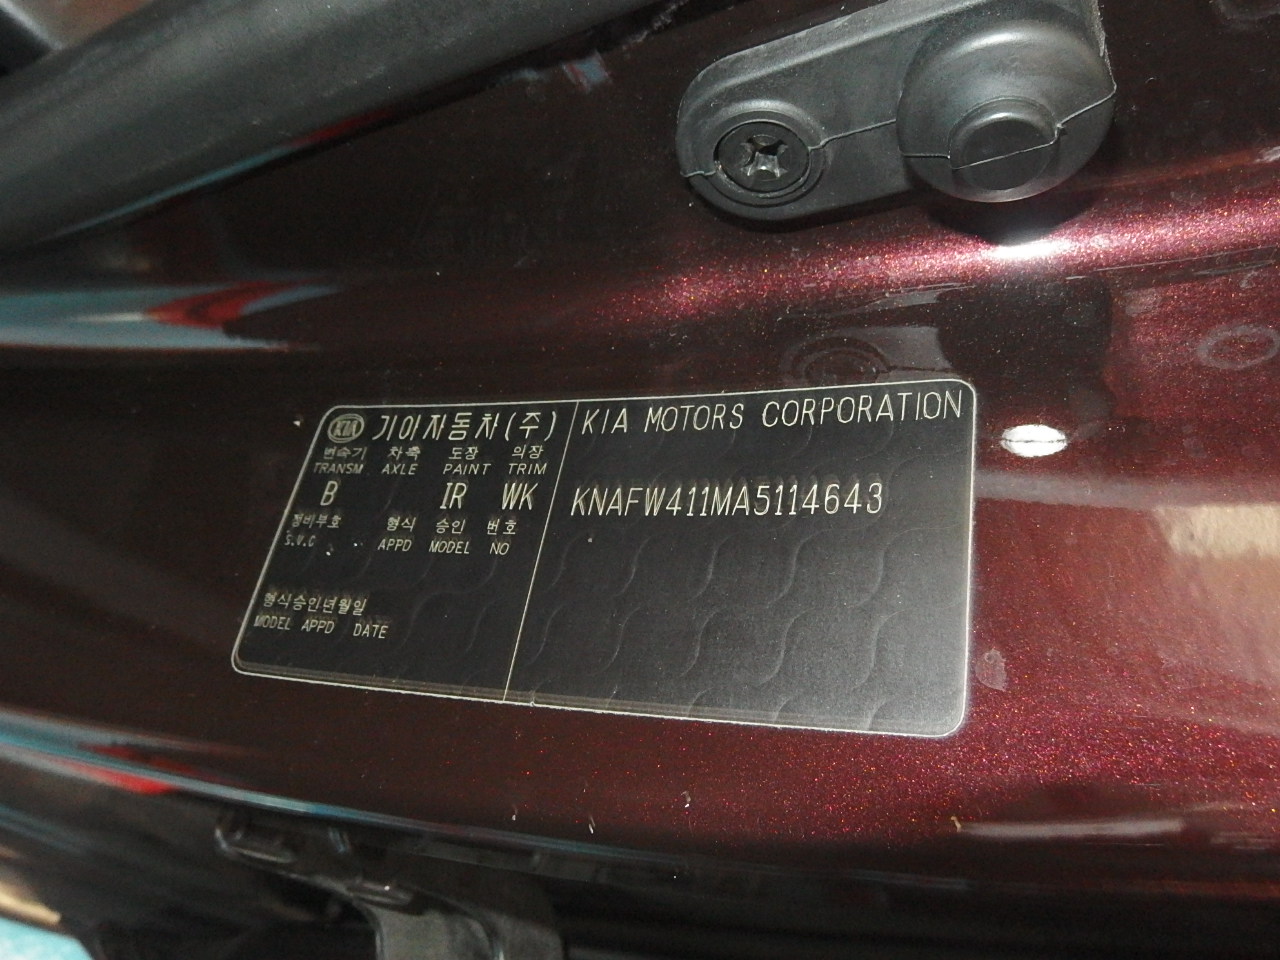 KIA 기아자동차(주) KIA MOTORS CORPORATION
변속기 차축 도장 의장
TRANSM. AXLE PAINT TRIM
B IR WK KNAFW411MA5114643
정비부호 형식 승인 번호
S.V.C APPD MODEL NO
형식승인년월일
MODEL APPD DATE